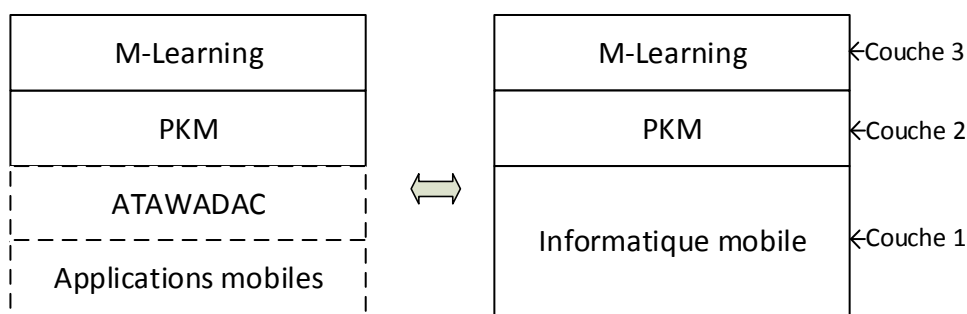 M-Learning
PKM
ATAWADAC
Applications mobiles
M-Learning
PKM
Informatique mobile
Couche 3
Couche 2
Couche 1